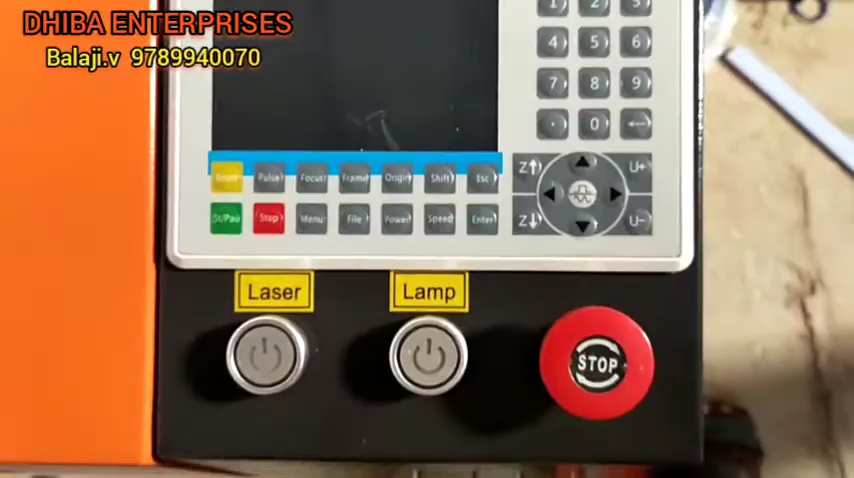 DHIBA ENTERPRISES
Balaji.v 9789940070
1 2 3
4 5 6
7 8 9
. 0 ←
Z↑ U+
Reset Pulse Focus Frame Origin Shift Esc
St/Pau Stop Menu File Power Speed Enter
Z↓ U-
Laser Lamp
STOP